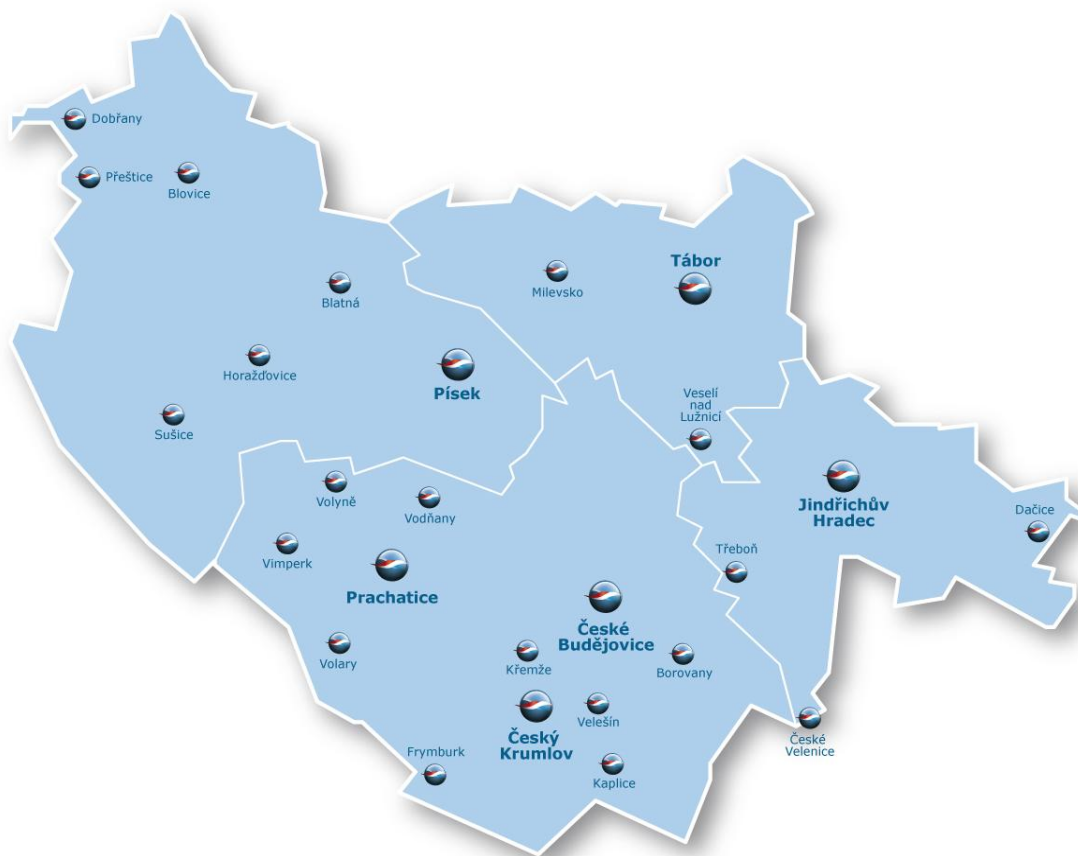 Dobřany
Přeštice
Blovice
Tábor
Milevsko
Blatná
Horažďovice
Písek
Veselí
nad
Lužnicí
Sušice
Volyně
Vodňany
Jindřichův
Hradec
Dačice
Vimperk
Třeboň
Prachatice
České
Budějovice
Volary
Křemže
Borovany
Velešín
Český
Krumlov
České
Velenice
Frymburk
Kaplice